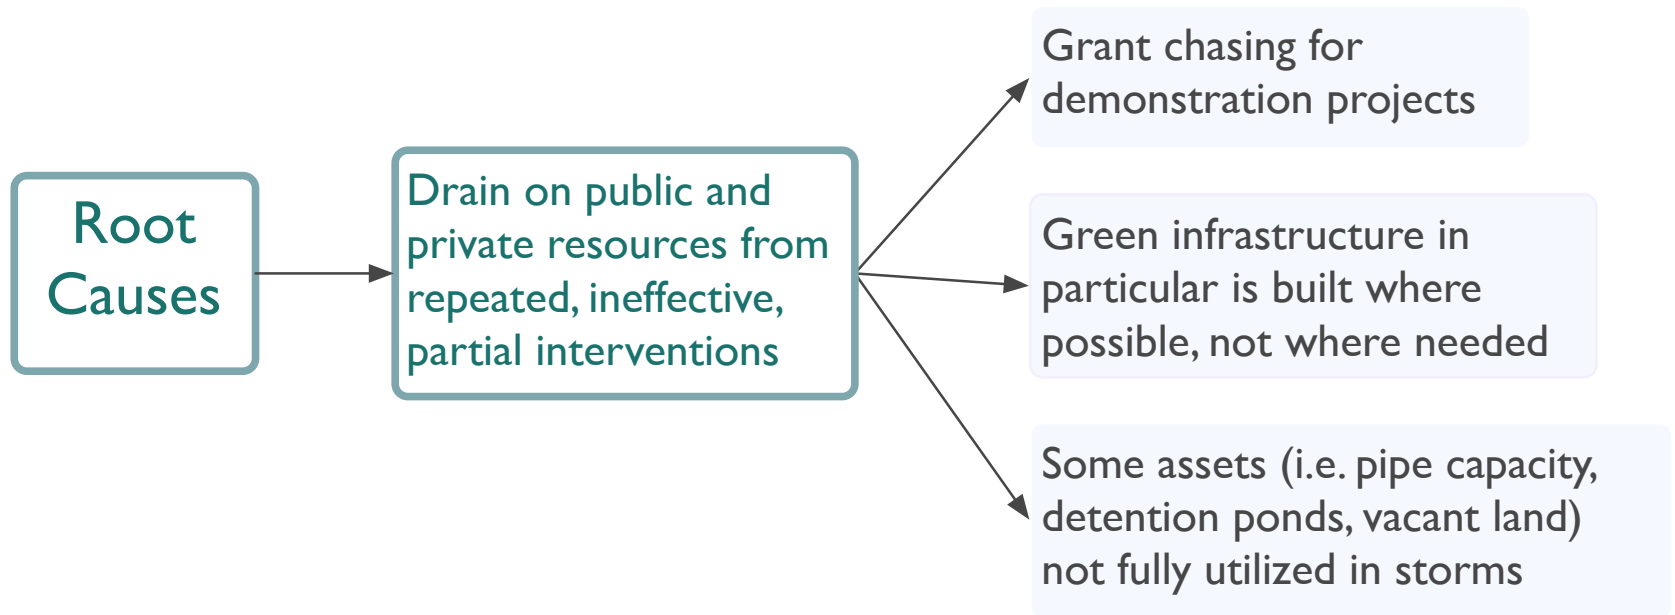 Root
Causes
Drain on public and
private resources from
repeated, ineffective,
partial interventions
Grant chasing for
demonstration projects
Green infrastructure in
particular is built where
possible, not where needed
Some assets (i.e. pipe capacity,
detention ponds, vacant land)
not fully utilized in storms